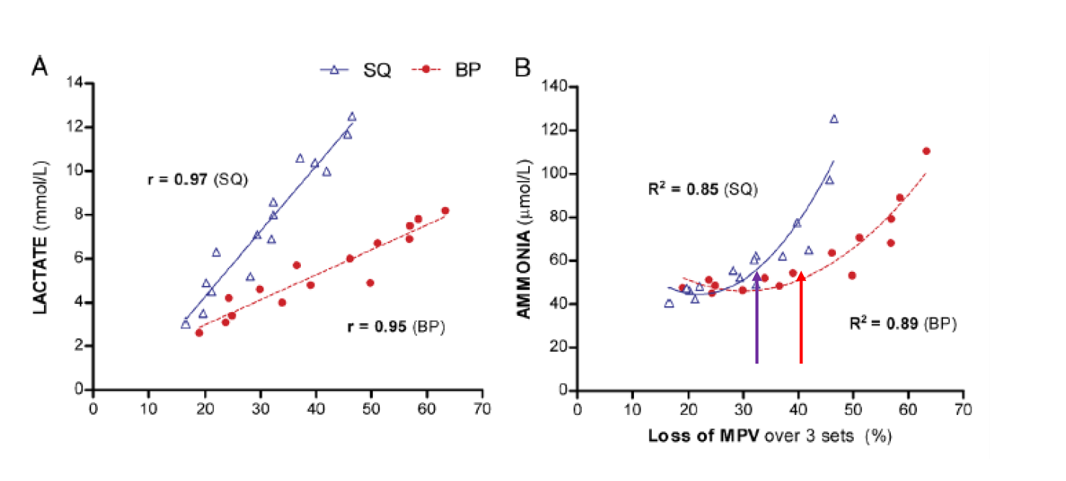 A
SQ BP
LACTATE (mmol/L)
14
12
10
8
6
4
2
0
0 10 20 30 40 50 60 70
r = 0.97 (SQ)
r = 0.95 (BP)
B
AMMONIA (μmol/L)
140
120
100
80
60
40
20
0
0 10 20 30 40 50 60 70
R² = 0.85 (SQ)
R² = 0.89 (BP)
Loss of MPV over 3 sets (%)